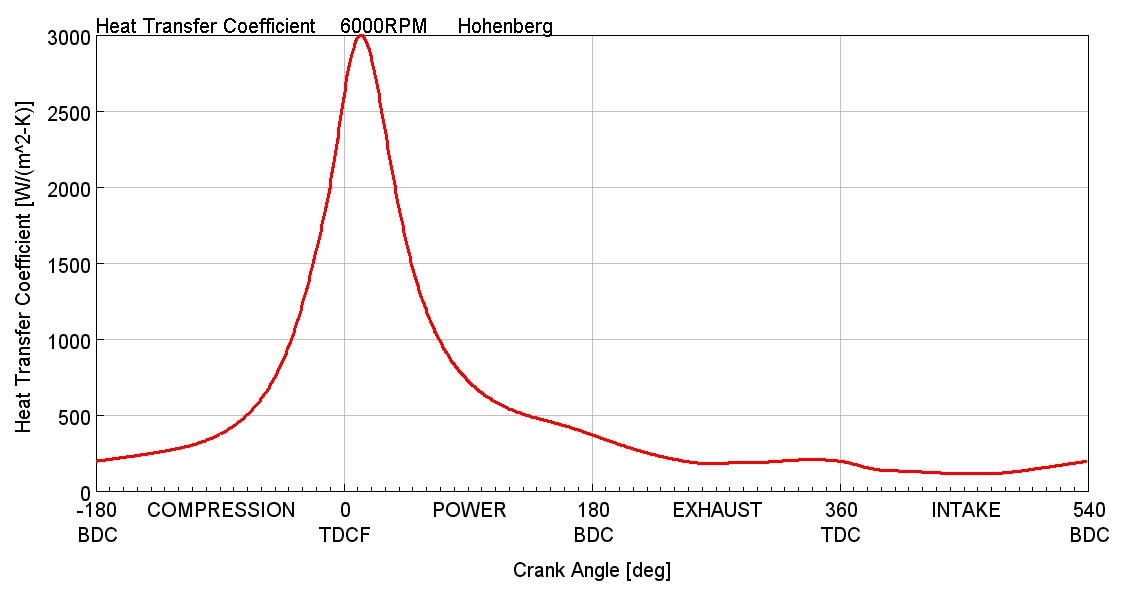 Heat Transfer Coefficient 6000RPM Hohenberg
3000
2500
2000
1500
1000
500
0
Heat Transfer Coefficient [W/(m^2-K)]
-180 COMPRESSION 0 POWER 180 EXHAUST 360 INTAKE 540
BDC TDCF BDC TDC BDC
Crank Angle [deg]